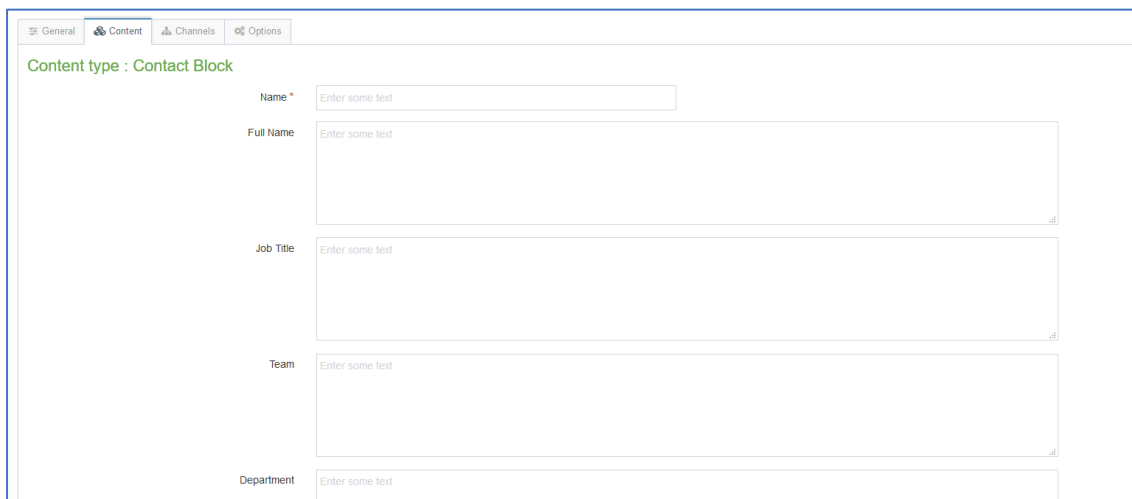 General Content Channels Options
Content type : Contact Block
Name * Enter some text
Full Name Enter some text
Job Title Enter some text
Team Enter some text
Department Enter some text